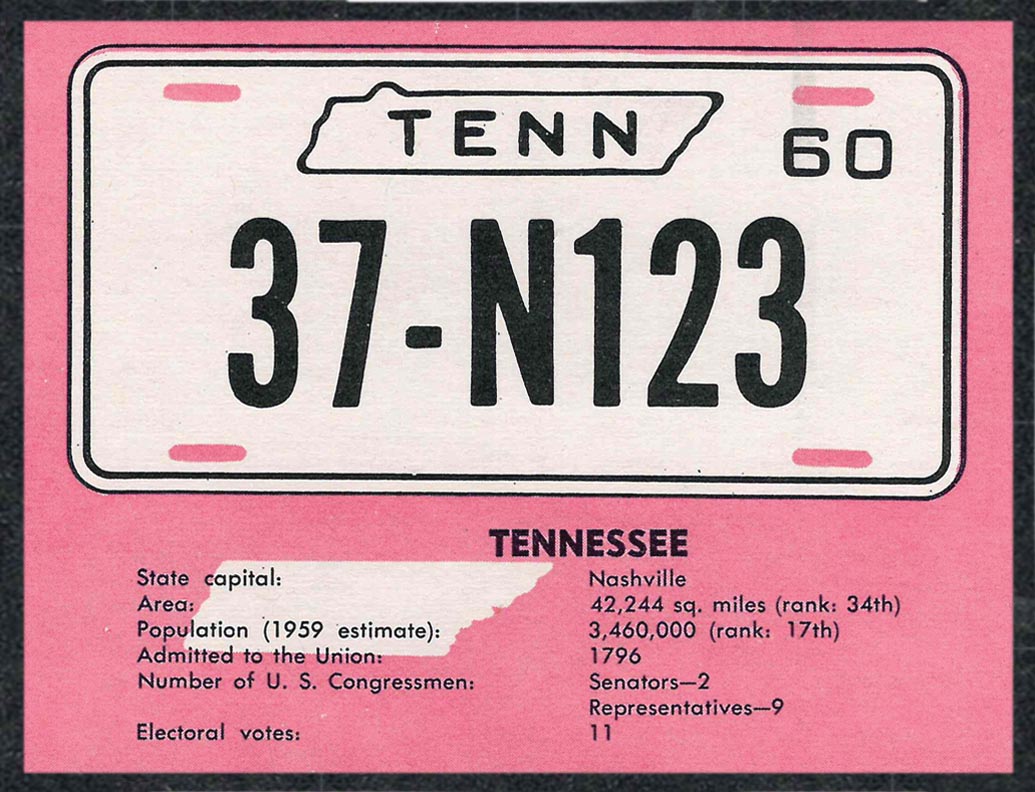 TENN
60
37-N123
TENNESSEE
State capital: Nashville
Area: 42,244 sq. miles (rank: 34th)
Population (1959 estimate): 3,460,000 (rank: 17th)
Admitted to the Union: 1796
Number of U. S. Congressmen: Senators—2
Representatives—9
Electoral votes: 11